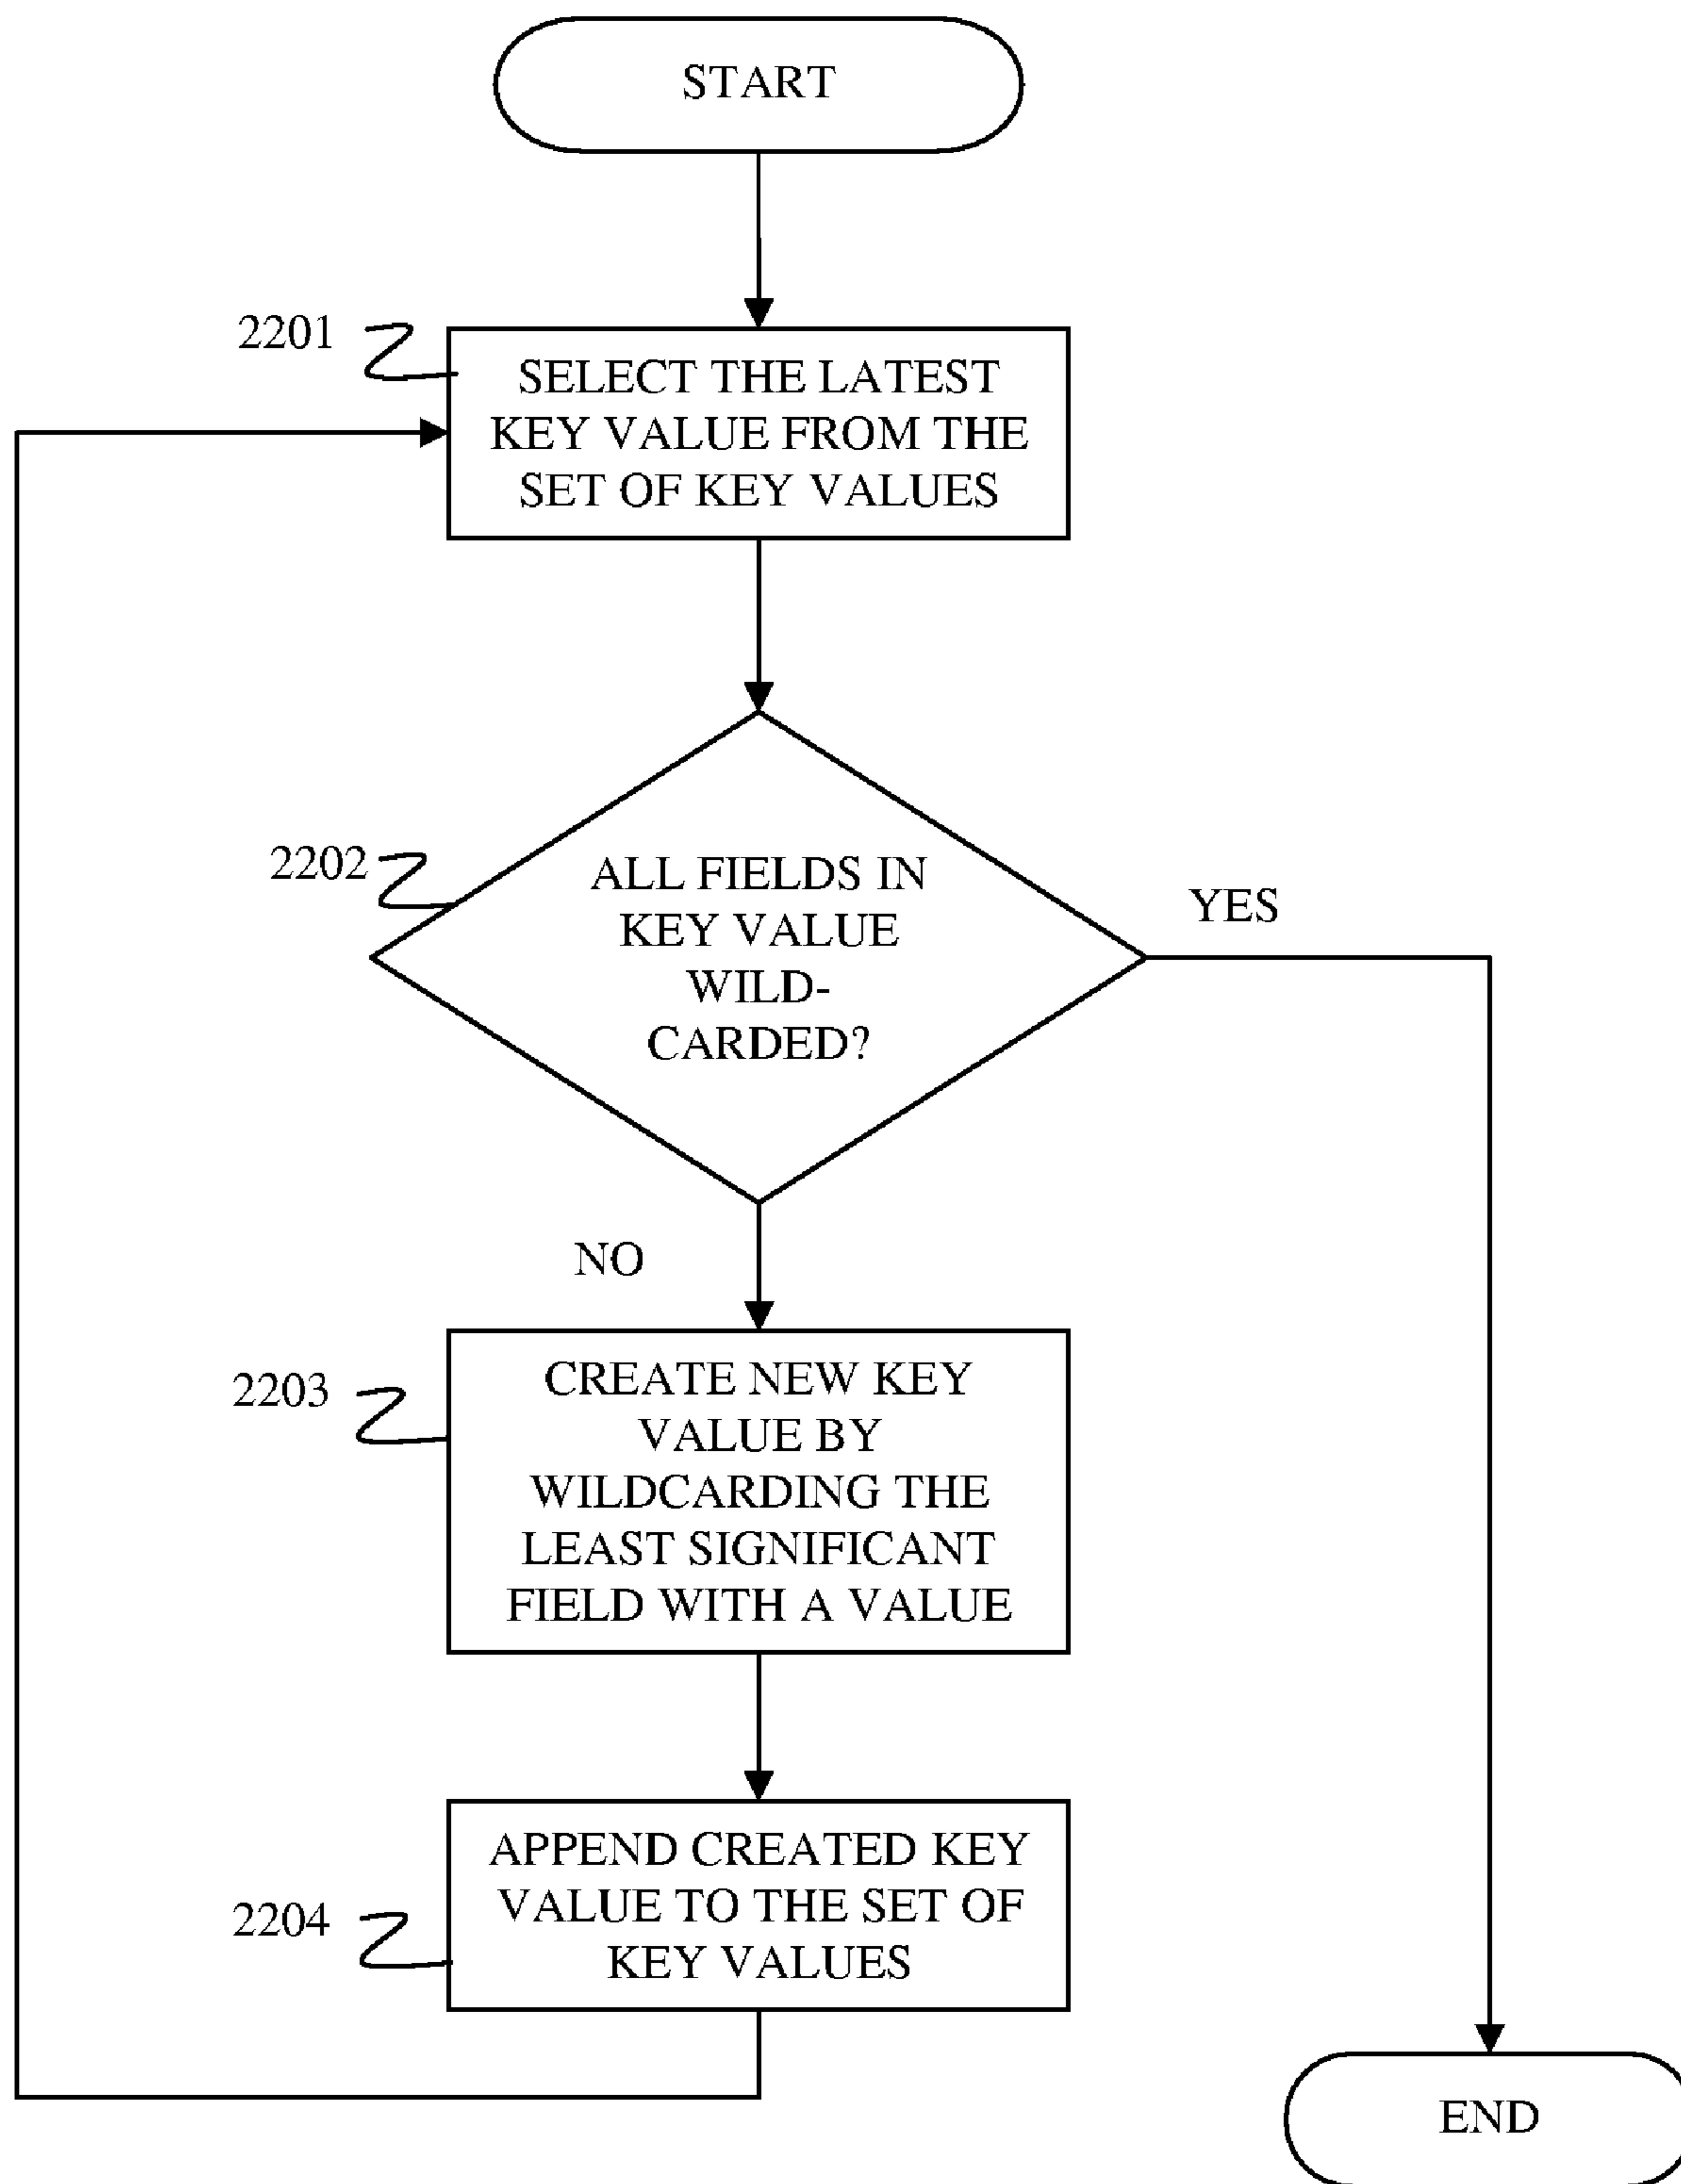 START
2201
SELECT THE LATEST
KEY VALUE FROM THE
SET OF KEY VALUES
2202
ALL FIELDS IN
KEY VALUE
WILD-
CARDED?
YES
NO
2203
CREATE NEW KEY
VALUE BY
WILDCARDING THE
LEAST SIGNIFICANT
FIELD WITH A VALUE
2204
APPEND CREATED KEY
VALUE TO THE SET OF
KEY VALUES
END